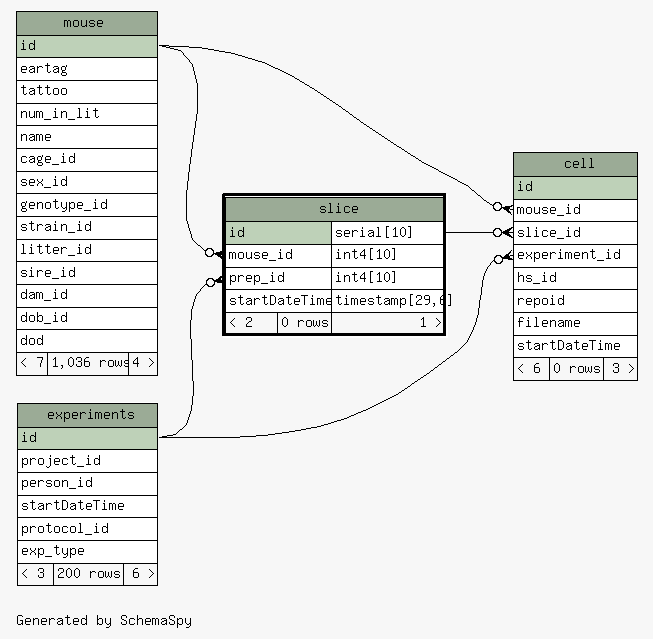 mouse
id
eartag
tattoo
num_in_lit
name
cage_id
sex_id
genotype_id
strain_id
litter_id
sire_id
dam_id
dob_id
dod
< 7 1,036 rows 4 >
slice
id serial[10]
mouse_id int4[10]
prep_id int4[10]
startDateTime timestamp[29,6]
< 2 0 rows 1 >
cell
id
mouse_id
slice_id
experiment_id
hs_id
repoid
filename
startDateTime
< 6 0 rows 3 >
experiments
id
project_id
person_id
startDateTime
protocol_id
exp_type
< 3 200 rows 6 >
Generated by SchemaSpy